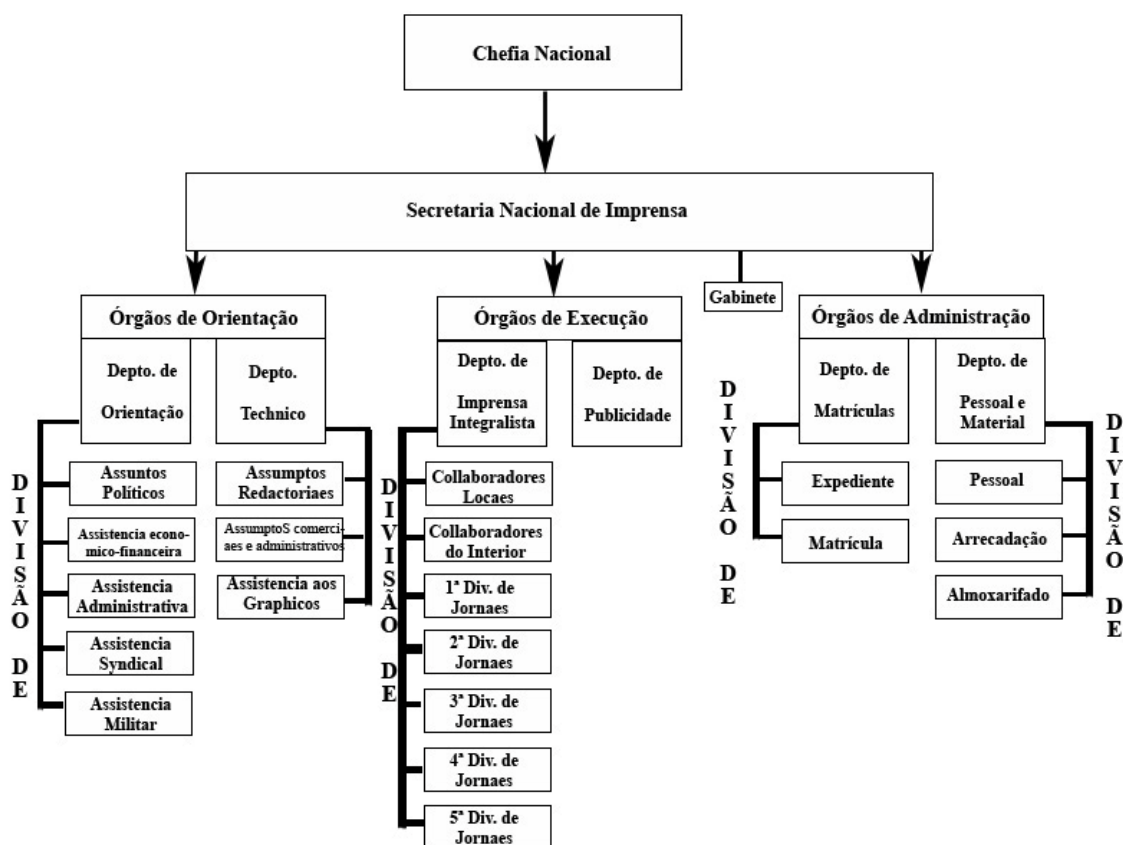 Chefia Nacional
Secretaria Nacional de Imprensa
Gabinete
Órgãos de Orientação
Depto. de
Orientação
Depto.
Technico
DIVISÃO DE
Assuntos
Políticos
Assistencia econo-
mico-financeira
Assistencia
Administrativa
Assistencia
Syndical
Assistencia
Militar
Assumptos
Redactoriaes
AssumptoS comerci-
aes e administrativos
Assistencia aos
Graphicos
Órgãos de Execução
Depto. de
Imprensa
Integralista
Depto. de
Publicidade
DIVISÃO DE
Collaboradores
Locaes
Collaboradores
do Interior
1ª Div. de
Jornaes
2ª Div. de
Jornaes
3ª Div. de
Jornaes
4ª Div. de
Jornaes
5ª Div. de
Jornaes
Órgãos de Administração
Depto. de
Matrículas
Depto. de
Pessoal e
Material
DIVISÃO DE
Expediente
Matrícula
Pessoal
Arrecadação
Almoxarifado
DIVISÃO DE